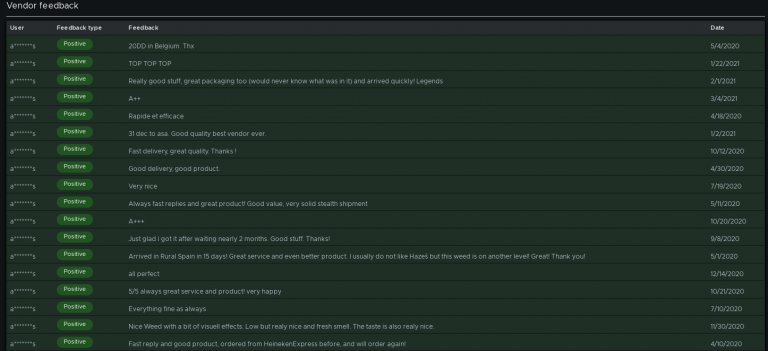 Vendor feedback
User Feedback type Feedback Date
a*******s Positive 20DD in Belgium. Thx 5/4/2020
a*******s Positive TOP TOP TOP 1/22/2021
a*******s Positive Really good stuff, great packaging too (would never know what was in it) and arrived quickly! Legends 2/1/2021
a*******s Positive A++ 3/4/2021
a*******s Positive Rapide et efficace 4/18/2020
a*******s Positive 31 dec to asa. Good quality best vendor ever. 1/2/2021
a*******s Positive Fast delivery, great quality. Thanks ! 10/12/2020
a*******s Positive Good delivery, good product 4/30/2020
a*******s Positive Very nice 7/19/2020
a*******s Positive Always fast replies and great product! Good value, very solid stealth shipment 5/11/2020
a*******s Positive A+++ 10/20/2020
a*******s Positive Just glad i got it after waiting nearly 2 months. Good stuff. Thanks! 9/8/2020
a*******s Positive Arrived in Rural Spain in 15 days! Great service and even better product. I usually do not like Hazes but this weed is on another level! Great! Thank you! 5/1/2020
a*******s Positive all perfect 12/14/2020
a*******s Positive 5/5 always great service and product! very happy 10/21/2020
a*******s Positive Everything fine as always 7/10/2020
a*******s Positive Nice Weed with a bit of visuell effects. Low but realy nice and fresh smell. The taste is also realy nice. 11/30/2020
a*******s Positive Fast reply and good product, ordered from HeinekenExpress before, and will order again! 4/10/2020